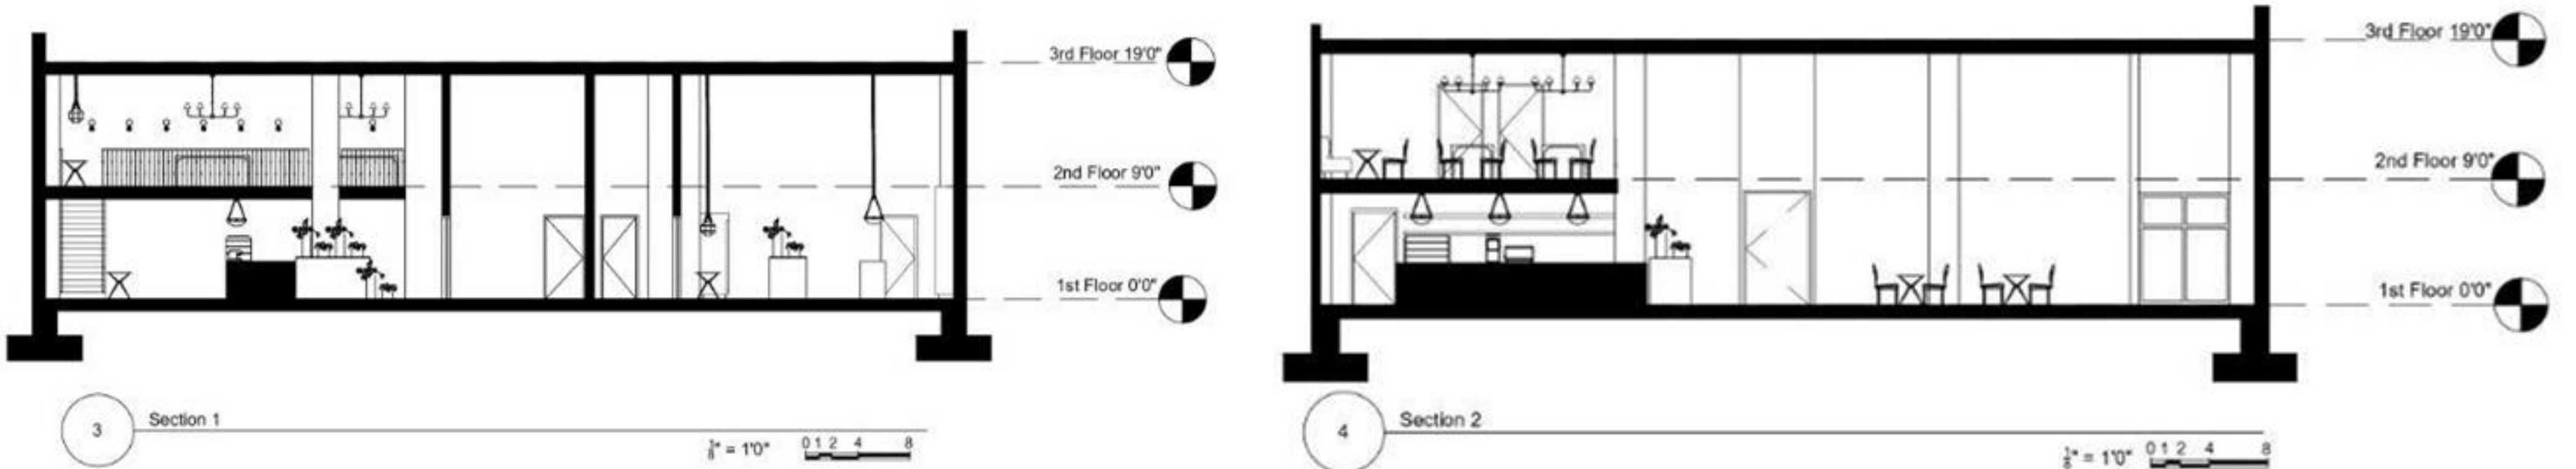 3rd Floor 19'0"
2nd Floor 9'0"
1st Floor 0'0"
3
Section 1
1/8" = 1'0"
0 1 2 4 8
3rd Floor 19'0"
2nd Floor 9'0"
1st Floor 0'0"
4
Section 2
1/8" = 1'0"
0 1 2 4 8